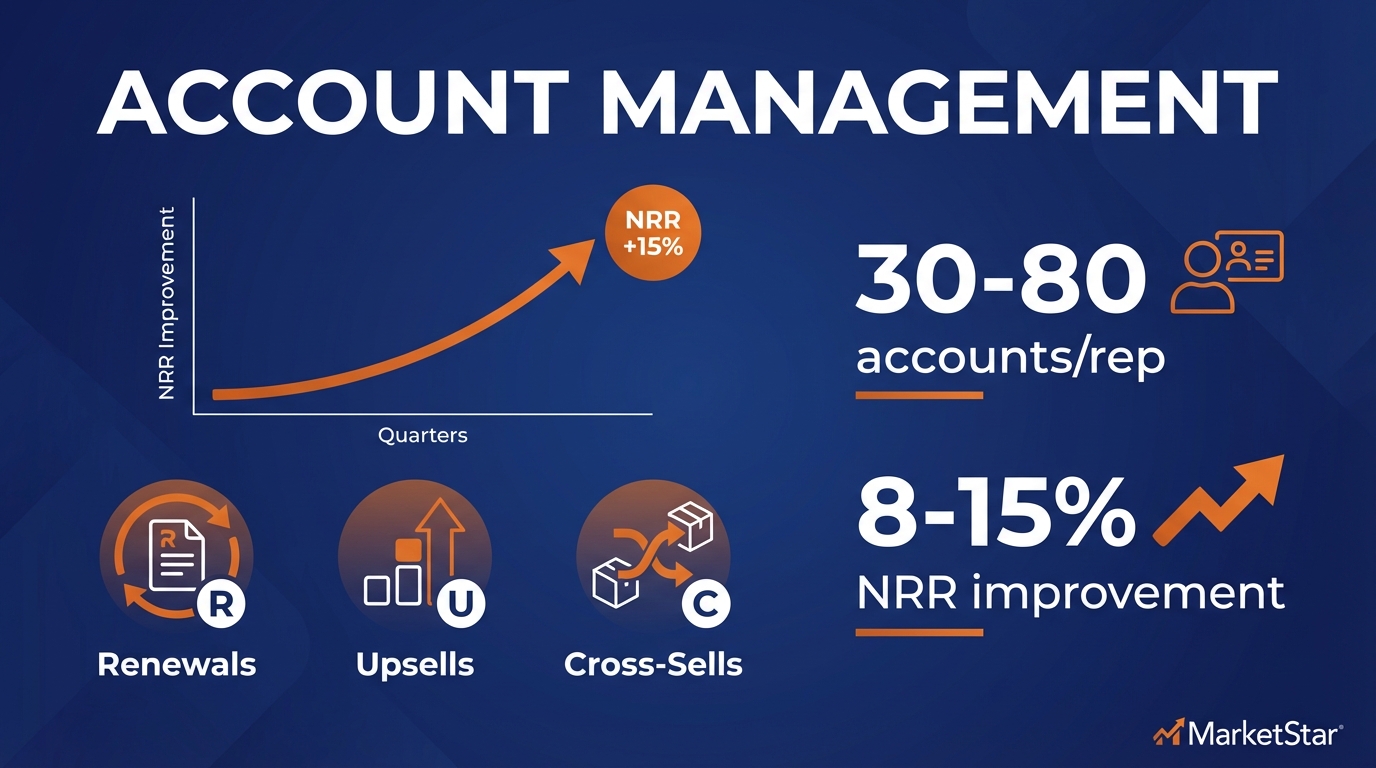 ACCOUNT MANAGEMENT
NRR Improvement
NRR
+15%
Quarters
R
R
Renewals
U
Upsells
C
Cross-Sells
30-80
accounts/rep
8-15%
NRR improvement
MarketStar